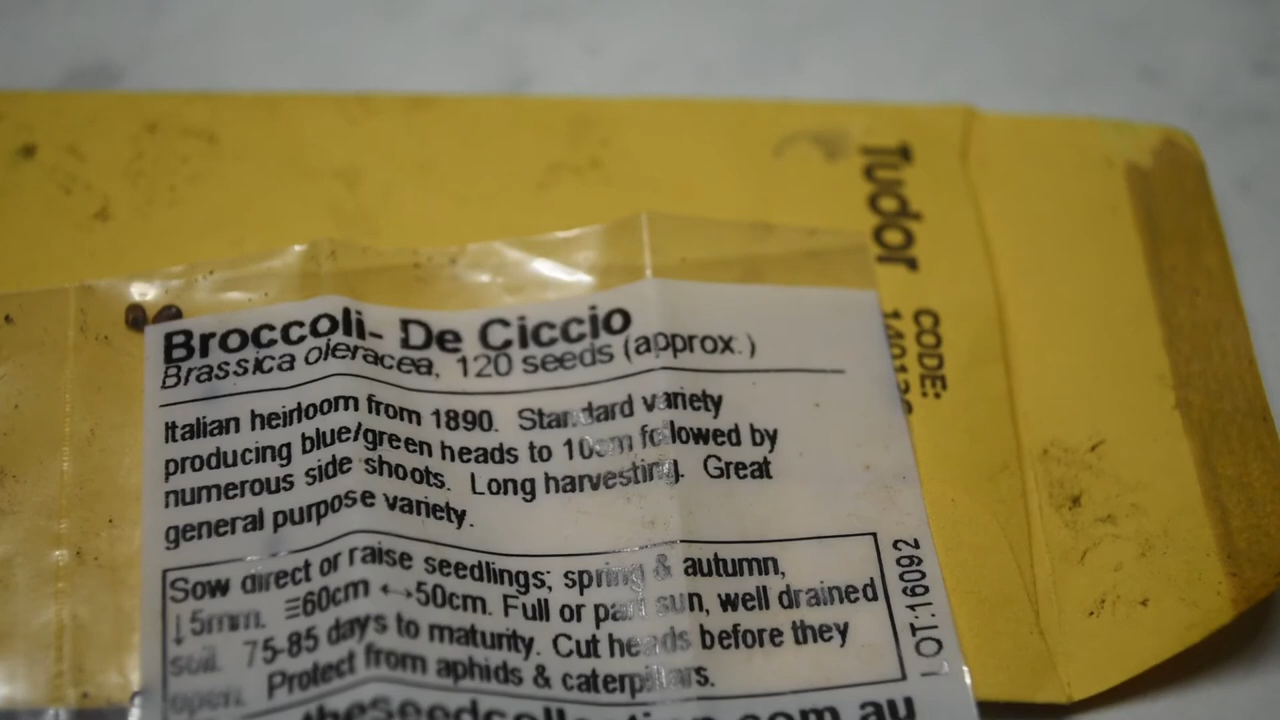 Broccoli- De Ciccio
Brassica oleracea, 120 seeds (approx.)
Italian heirloom from 1890. Standard variety
producing blue/green heads to 10cm followed by
numerous side shoots. Long harvesting. Great
general purpose variety.
Sow direct or raise seedlings; spring & autumn,
↓5mm. ☰60cm ↔50cm. Full or part sun, well drained
soil. 75-85 days to maturity. Cut heads before they
open. Protect from aphids & caterpillars.
LOT:16092
Tudor
CODE: